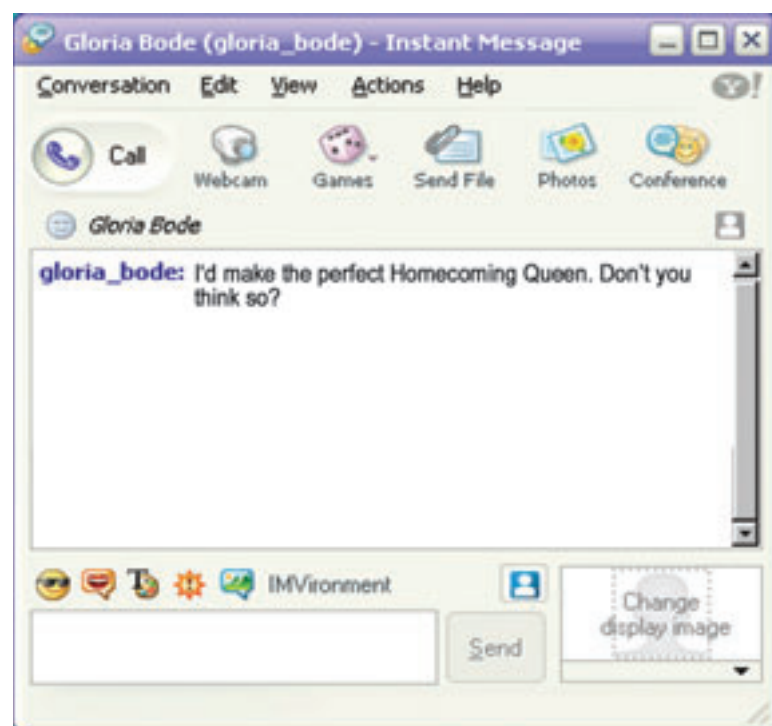 Gloria Bode (gloria_bode) - Instant Message
Conversation Edit View Actions Help
Y!
Call Webcam Games Send File Photos Conference
Gloria Bode
gloria_bode: I'd make the perfect Homecoming Queen. Don't you
think so?
IMVironment
Send
Change
display image